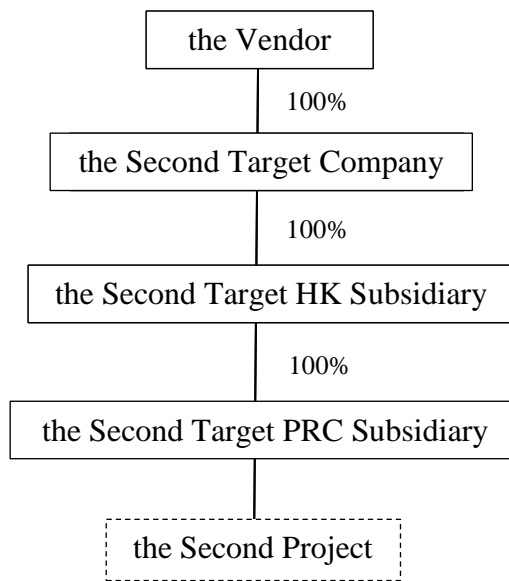 the Vendor
100%
the Second Target Company
100%
the Second Target HK Subsidiary
100%
the Second Target PRC Subsidiary
the Second Project